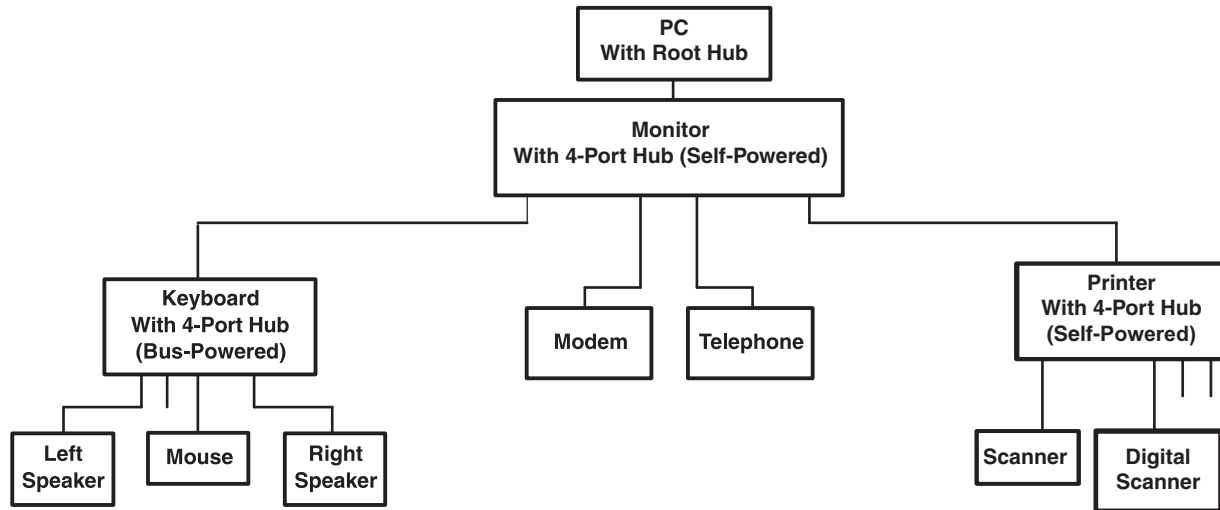 PC
With Root Hub
Monitor
With 4-Port Hub (Self-Powered)
Keyboard
With 4-Port Hub
(Bus-Powered)
Modem
Telephone
Printer
With 4-Port Hub
(Self-Powered)
Left
Speaker
Mouse
Right
Speaker
Scanner
Digital
Scanner